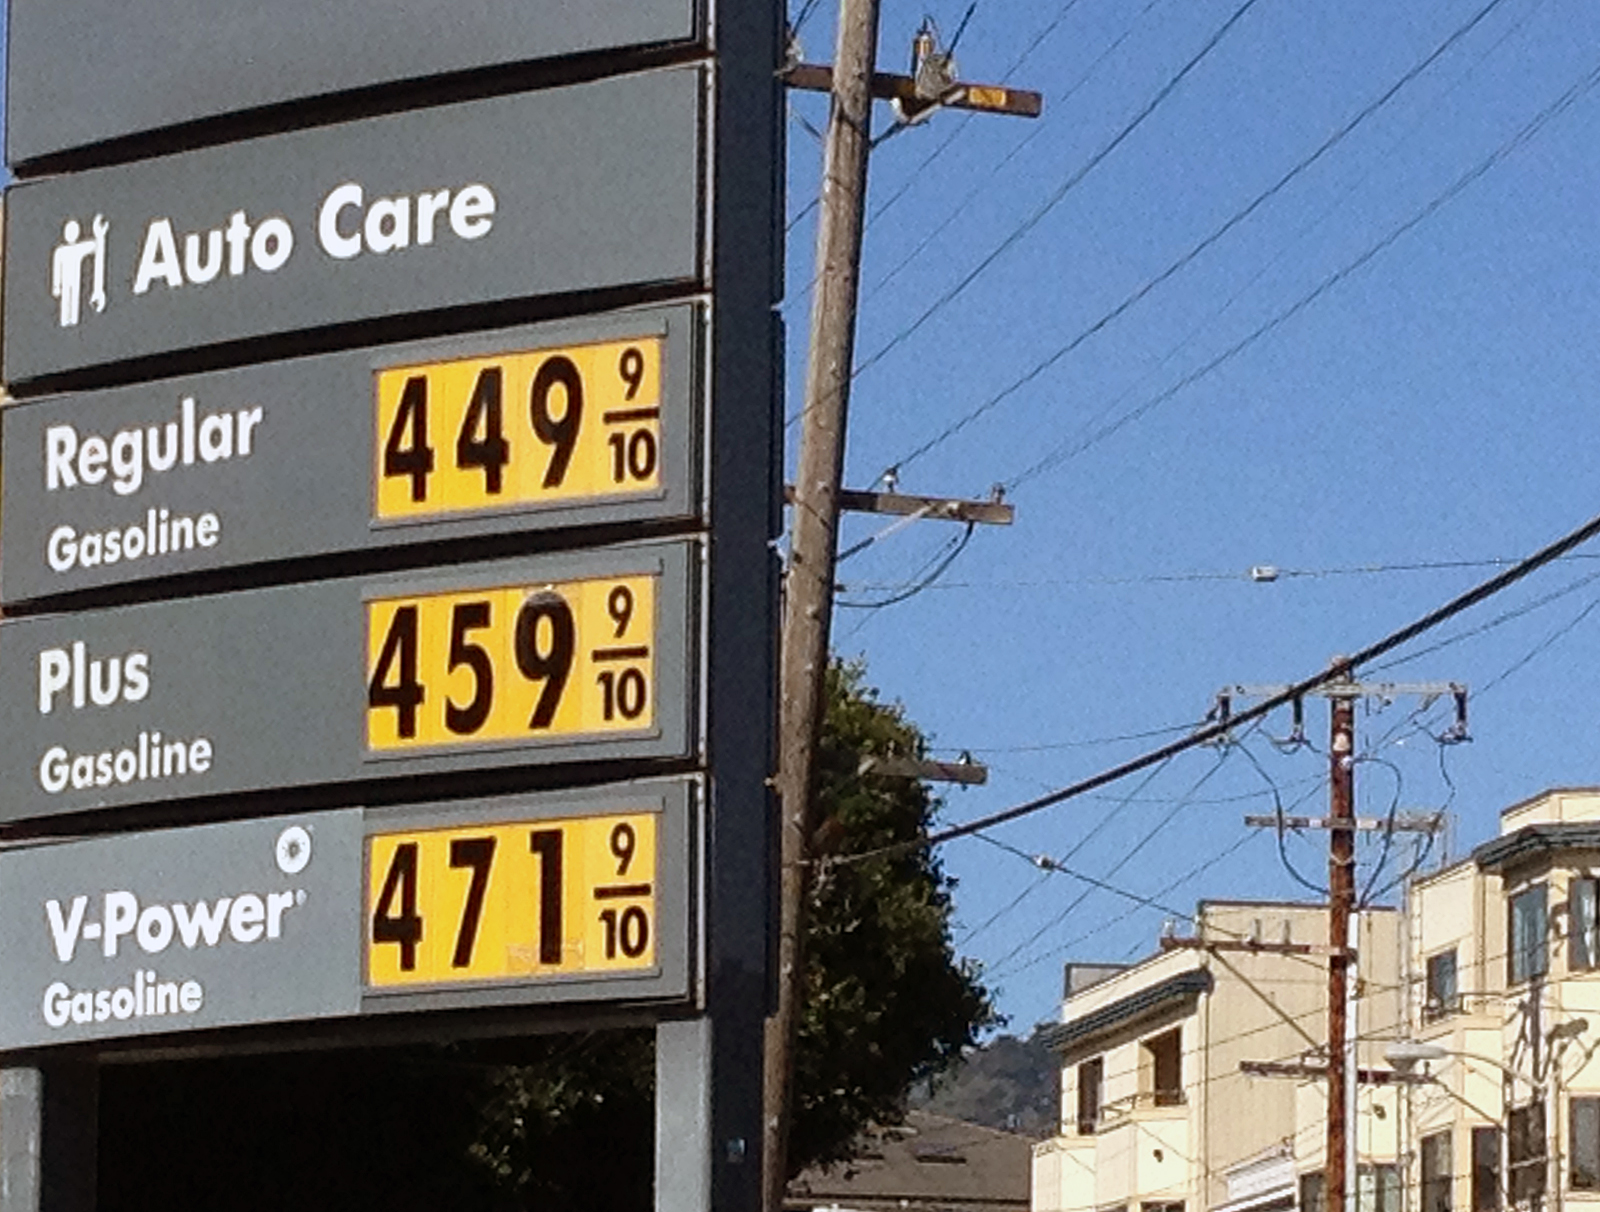 Auto Care
Regular
Gasoline
449 9/10
Plus
Gasoline
459 9/10
V-Power
Gasoline
471 9/10